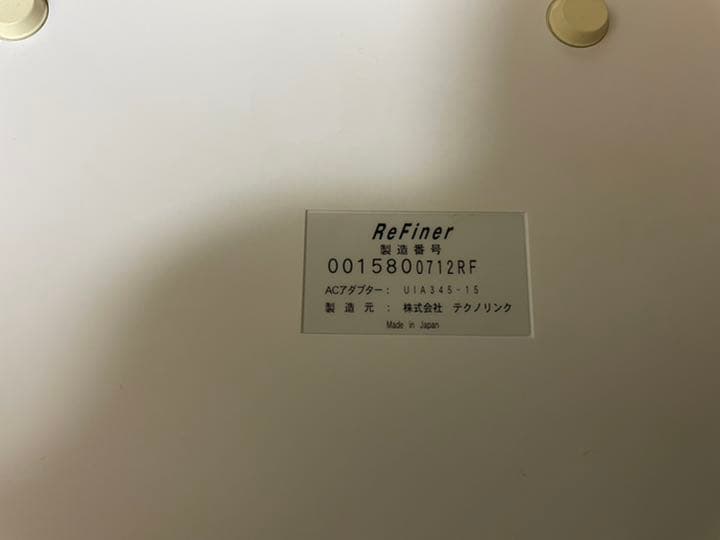 ReFiner
製造番号
0015800712RF
ACアダプター： UIA345-15
製造元： 株式会社 テクノリンク
Made in Japan